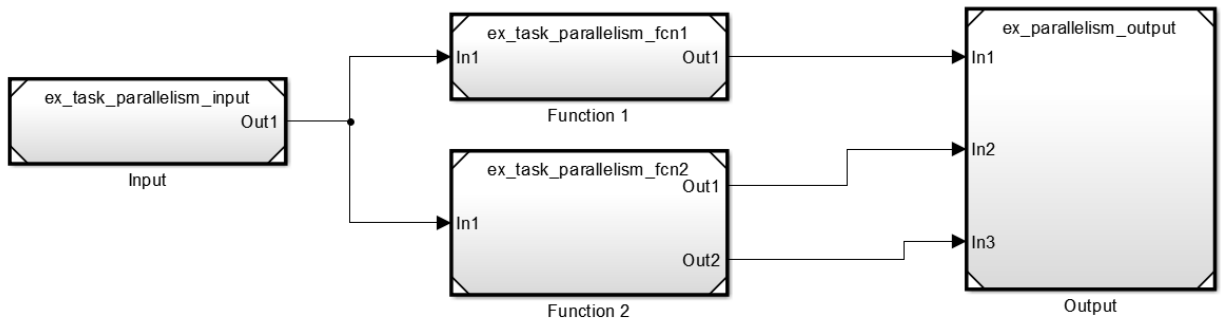 ex_task_parallelism_input
Out1
Input
ex_task_parallelism_fcn1
In1
Out1
Function 1
ex_task_parallelism_fcn2
Out1
In1
Out2
Function 2
ex_parallelism_output
In1
In2
In3
Output